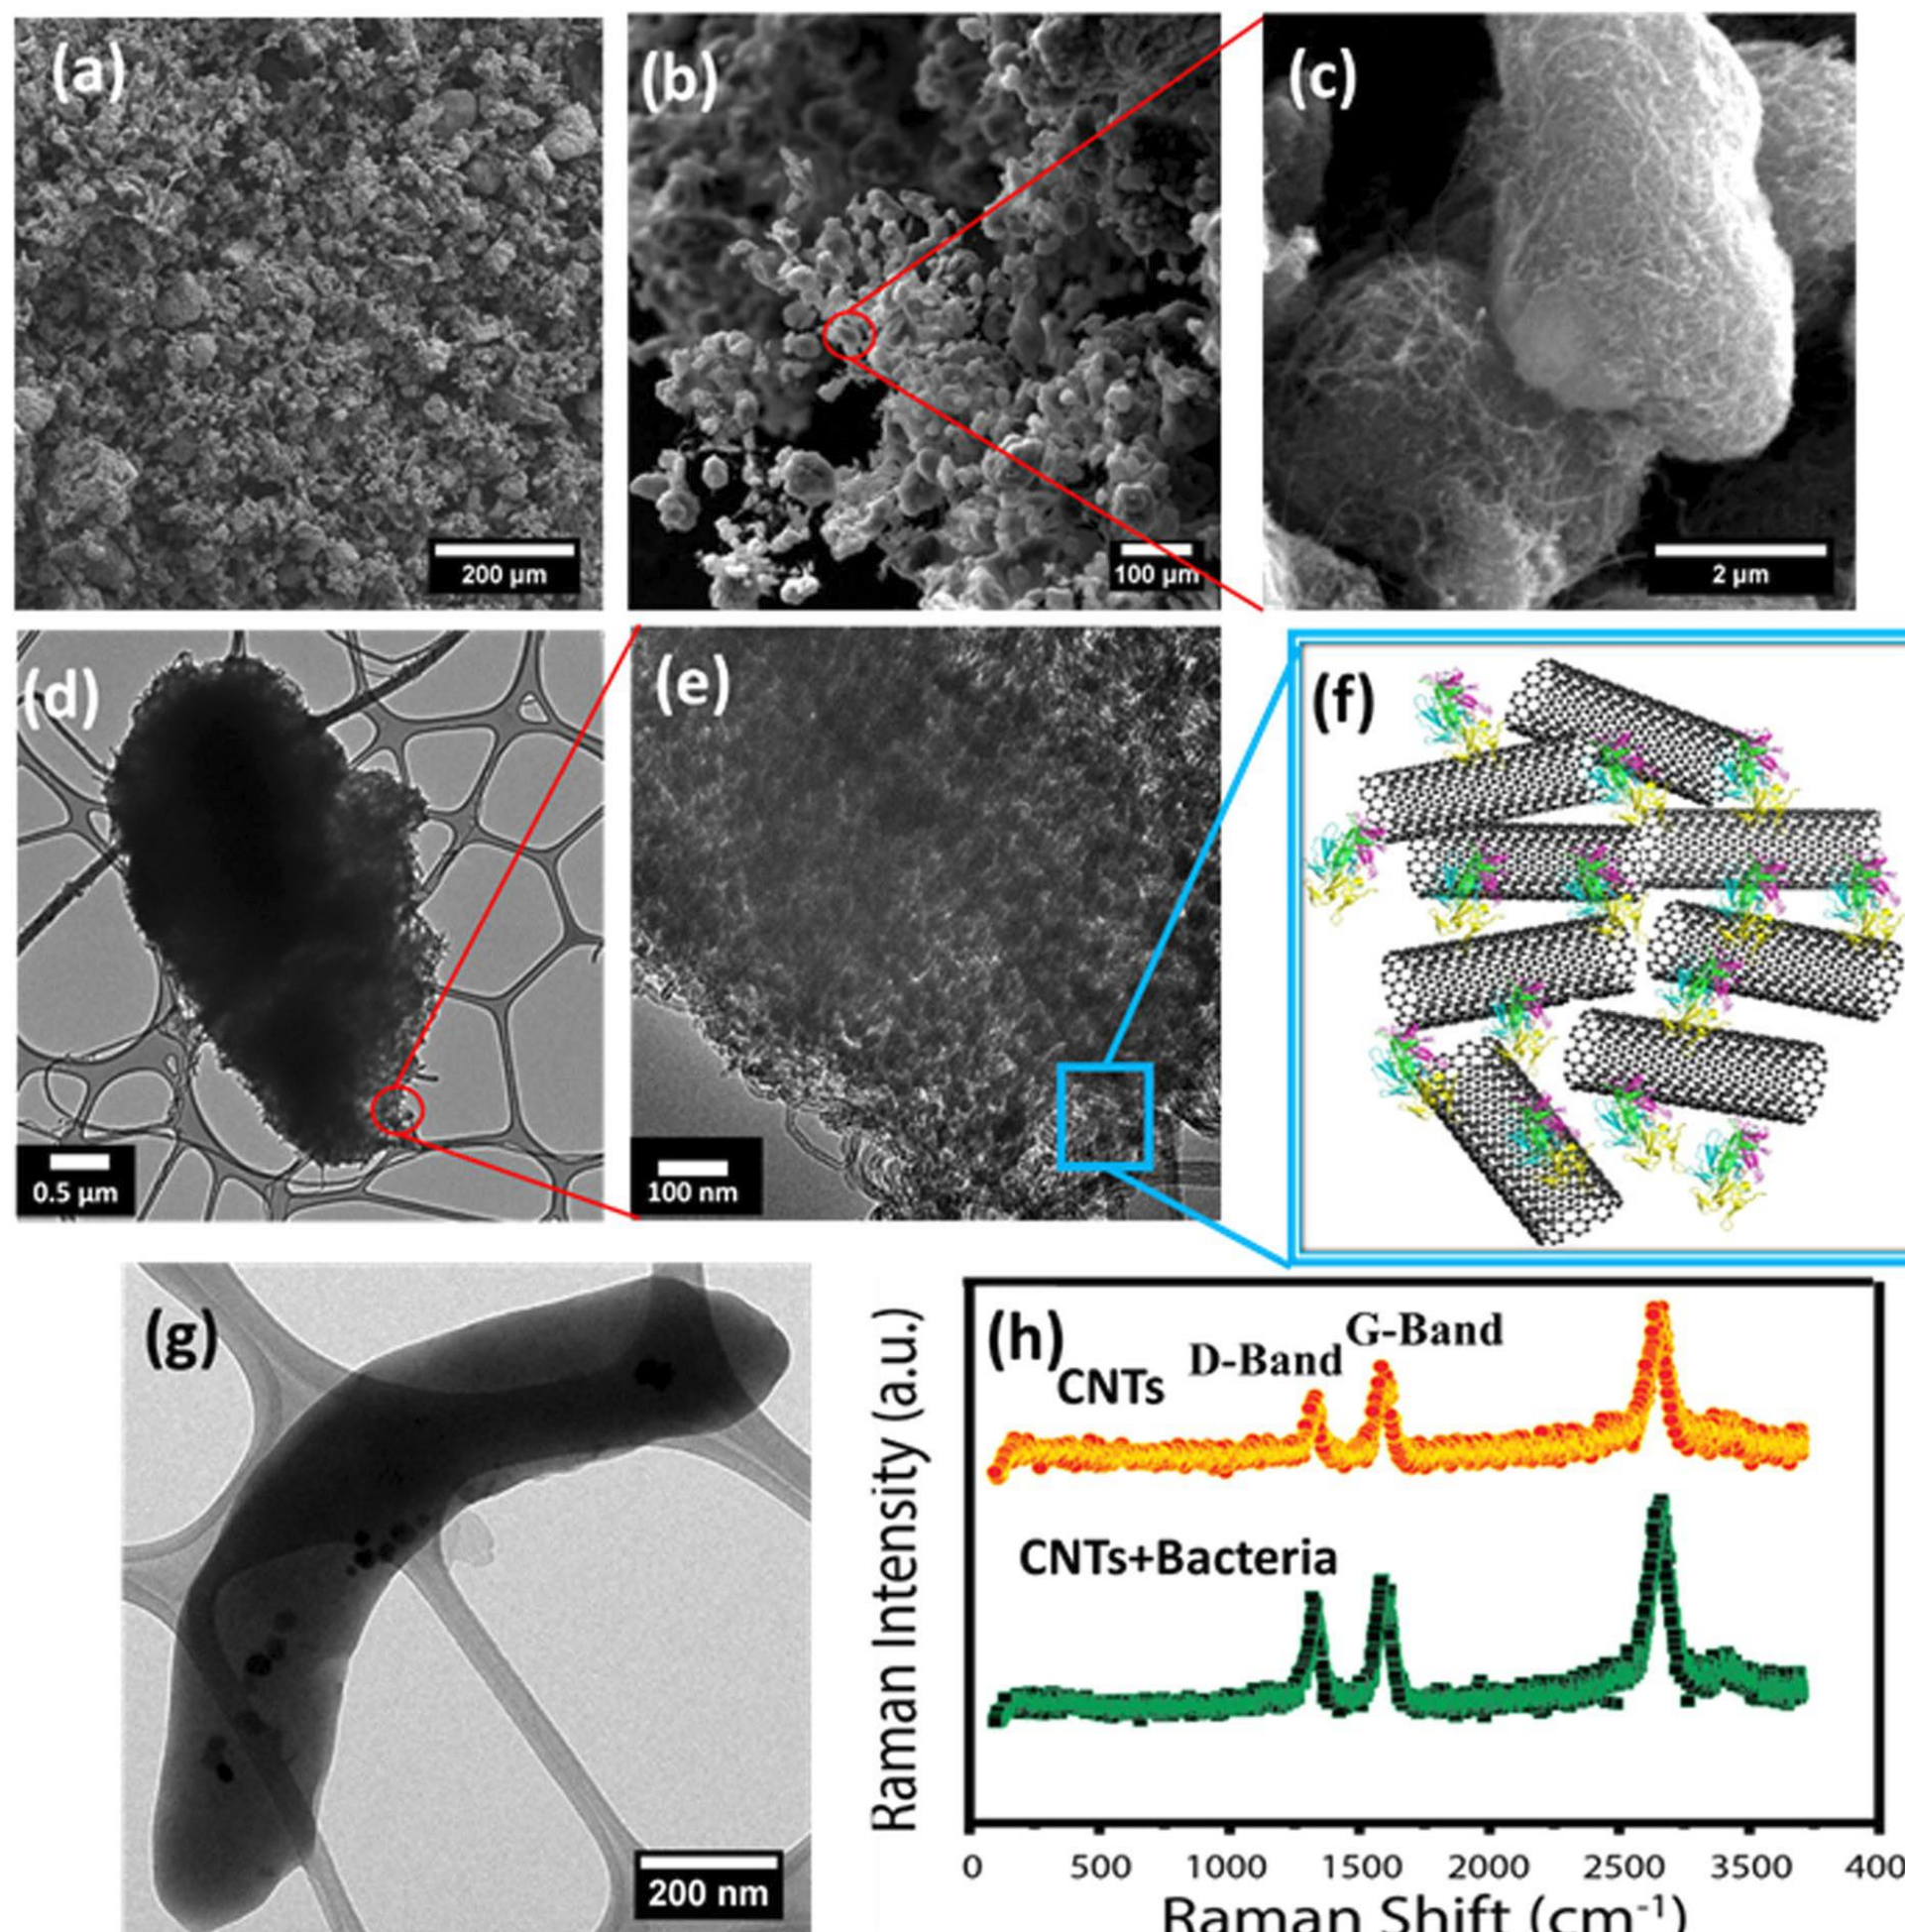 (a)
200 µm
(b)
100 µm
(c)
2 µm
(d)
0.5 µm
(e)
100 nm
(f)
(g)
200 nm
(h)
CNTs
D-Band
G-Band
CNTs+Bacteria
Raman Intensity (a.u.)
0 500 1000 1500 2000 2500 3500 400
Raman Shift (cm⁻¹)